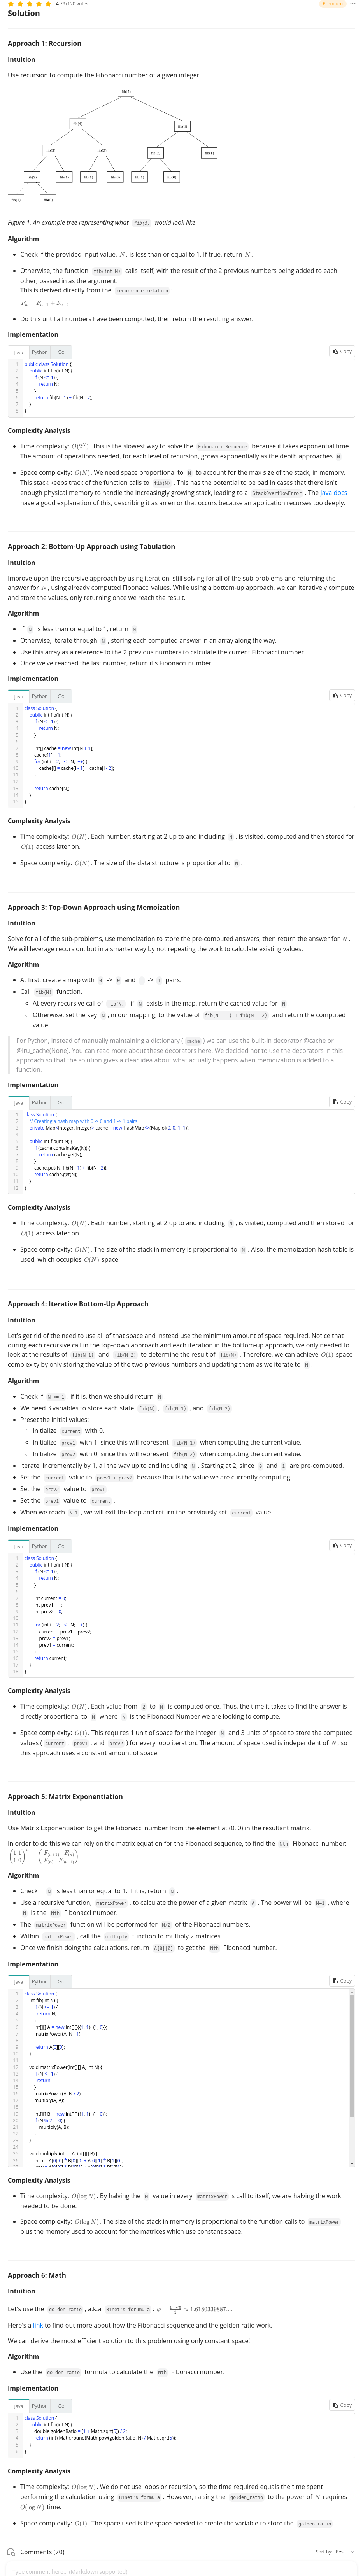 4.79 (120 votes)
Premium
Solution
Approach 1: Recursion
Intuition
Use recursion to compute the Fibonacci number of a given integer.
fib(5)
fib(4) fib(3)
fib(3) fib(2) fib(2) fib(1)
fib(2) fib(1) fib(1) fib(0) fib(1) fib(0)
fib(1) fib(0)
Figure 1. An example tree representing what fib(5) would look like
Algorithm
• Check if the provided input value, N, is less than or equal to 1. If true, return N.
• Otherwise, the function fib(int N) calls itself, with the result of the 2 previous numbers being added to each
other, passed in as the argument.
This is derived directly from the recurrence relation :
Fₙ = Fₙ₋₁ + Fₙ₋₂
• Do this until all numbers have been computed, then return the resulting answer.
Implementation
Java Python Go Copy
1 public class Solution {
2 public int fib(int N) {
3 if (N <= 1) {
4 return N;
5 }
6 return fib(N - 1) + fib(N - 2);
7 }
8 }
Complexity Analysis
• Time complexity: O(2^N). This is the slowest way to solve the Fibonacci Sequence because it takes exponential time.
The amount of operations needed, for each level of recursion, grows exponentially as the depth approaches N .
• Space complexity: O(N). We need space proportional to N to account for the max size of the stack, in memory.
This stack keeps track of the function calls to fib(N) . This has the potential to be bad in cases that there isn't
enough physical memory to handle the increasingly growing stack, leading to a StackOverflowError . The Java docs
have a good explanation of this, describing it as an error that occurs because an application recurses too deeply.
Approach 2: Bottom-Up Approach using Tabulation
Intuition
Improve upon the recursive approach by using iteration, still solving for all of the sub-problems and returning the
answer for N, using already computed Fibonacci values. While using a bottom-up approach, we can iteratively compute
and store the values, only returning once we reach the result.
Algorithm
• If N is less than or equal to 1, return N
• Otherwise, iterate through N , storing each computed answer in an array along the way.
• Use this array as a reference to the 2 previous numbers to calculate the current Fibonacci number.
• Once we've reached the last number, return it's Fibonacci number.
Implementation
Java Python Go Copy
1 class Solution {
2 public int fib(int N) {
3 if (N <= 1) {
4 return N;
5 }
6
7 int[] cache = new int[N + 1];
8 cache[1] = 1;
9 for (int i = 2; i <= N; i++) {
10 cache[i] = cache[i - 1] + cache[i - 2];
11 }
12
13 return cache[N];
14 }
15 }
Complexity Analysis
• Time complexity: O(N). Each number, starting at 2 up to and including N , is visited, computed and then stored for
O(1) access later on.
• Space complexity: O(N). The size of the data structure is proportional to N .
Approach 3: Top-Down Approach using Memoization
Intuition
Solve for all of the sub-problems, use memoization to store the pre-computed answers, then return the answer for N.
We will leverage recursion, but in a smarter way by not repeating the work to calculate existing values.
Algorithm
• At first, create a map with 0 -> 0 and 1 -> 1 pairs.
• Call fib(N) function.
◦ At every recursive call of fib(N) , if N exists in the map, return the cached value for N .
◦ Otherwise, set the key N , in our mapping, to the value of fib(N - 1) + fib(N - 2) and return the computed
value.
For Python, instead of manually maintaining a dictionary ( cache ) we can use the built-in decorator @cache or
@lru_cache(None). You can read more about these decorators here. We decided not to use the decorators in this
approach so that the solution gives a clear idea about what actually happens when memoization is added to a
function.
Implementation
Java Python Go Copy
1 class Solution {
2 // Creating a hash map with 0 -> 0 and 1 -> 1 pairs
3 private Map<Integer, Integer> cache = new HashMap<>(Map.of(0, 0, 1, 1));
4
5 public int fib(int N) {
6 if (cache.containsKey(N)) {
7 return cache.get(N);
8 }
9 cache.put(N, fib(N - 1) + fib(N - 2));
10 return cache.get(N);
11 }
12 }
Complexity Analysis
• Time complexity: O(N). Each number, starting at 2 up to and including N , is visited, computed and then stored for
O(1) access later on.
• Space complexity: O(N). The size of the stack in memory is proportional to N . Also, the memoization hash table is
used, which occupies O(N) space.
Approach 4: Iterative Bottom-Up Approach
Intuition
Let's get rid of the need to use all of that space and instead use the minimum amount of space required. Notice that
during each recursive call in the top-down approach and each iteration in the bottom-up approach, we only needed to
look at the results of fib(N-1) and fib(N-2) to determine the result of fib(N) . Therefore, we can achieve O(1) space
complexity by only storing the value of the two previous numbers and updating them as we iterate to N .
Algorithm
• Check if N <= 1 , if it is, then we should return N .
• We need 3 variables to store each state fib(N) , fib(N-1) , and fib(N-2) .
• Preset the initial values:
◦ Initialize current with 0.
◦ Initialize prev1 with 1, since this will represent fib(N-1) when computing the current value.
◦ Initialize prev2 with 0, since this will represent fib(N-2) when computing the current value.
• Iterate, incrementally by 1, all the way up to and including N . Starting at 2, since 0 and 1 are pre-computed.
• Set the current value to prev1 + prev2 because that is the value we are currently computing.
• Set the prev2 value to prev1 .
• Set the prev1 value to current .
• When we reach N+1 , we will exit the loop and return the previously set current value.
Implementation
Java Python Go Copy
1 class Solution {
2 public int fib(int N) {
3 if (N <= 1) {
4 return N;
5 }
6
7 int current = 0;
8 int prev1 = 1;
9 int prev2 = 0;
10
11 for (int i = 2; i <= N; i++) {
12 current = prev1 + prev2;
13 prev2 = prev1;
14 prev1 = current;
15 }
16 return current;
17 }
18 }
Complexity Analysis
• Time complexity: O(N). Each value from 2 to N is computed once. Thus, the time it takes to find the answer is
directly proportional to N where N is the Fibonacci Number we are looking to compute.
• Space complexity: O(1). This requires 1 unit of space for the integer N and 3 units of space to store the computed
values ( current , prev1 , and prev2 ) for every loop iteration. The amount of space used is independent of N, so
this approach uses a constant amount of space.
Approach 5: Matrix Exponentiation
Intuition
Use Matrix Exponentiation to get the Fibonacci number from the element at (0, 0) in the resultant matrix.
In order to do this we can rely on the matrix equation for the Fibonacci sequence, to find the Nth Fibonacci number:
(1 1 / 1 0)^n = (F(n+1) F(n) / F(n) F(n−1))
Algorithm
• Check if N is less than or equal to 1. If it is, return N .
• Use a recursive function, matrixPower , to calculate the power of a given matrix A . The power will be N-1 , where
N is the Nth Fibonacci number.
• The matrixPower function will be performed for N/2 of the Fibonacci numbers.
• Within matrixPower , call the multiply function to multiply 2 matrices.
• Once we finish doing the calculations, return A[0][0] to get the Nth Fibonacci number.
Implementation
Java Python Go Copy
1 class Solution {
2 int fib(int N) {
3 if (N <= 1) {
4 return N;
5 }
6 int[][] A = new int[][]{{1, 1}, {1, 0}};
7 matrixPower(A, N - 1);
8
9 return A[0][0];
10 }
11
12 void matrixPower(int[][] A, int N) {
13 if (N <= 1) {
14 return;
15 }
16 matrixPower(A, N / 2);
17 multiply(A, A);
18
19 int[][] B = new int[][]{{1, 1}, {1, 0}};
20 if (N % 2 != 0) {
21 multiply(A, B);
22 }
23 }
24
25 void multiply(int[][] A, int[][] B) {
26 int x = A[0][0] * B[0][0] + A[0][1] * B[1][0];
Complexity Analysis
• Time complexity: O(log N). By halving the N value in every matrixPower 's call to itself, we are halving the work
needed to be done.
• Space complexity: O(log N). The size of the stack in memory is proportional to the function calls to matrixPower
plus the memory used to account for the matrices which use constant space.
Approach 6: Math
Intuition
Let's use the golden ratio , a.k.a Binet's forumula : φ = (1+√5)/2 ≈ 1.6180339887....
Here's a link to find out more about how the Fibonacci sequence and the golden ratio work.
We can derive the most efficient solution to this problem using only constant space!
Algorithm
• Use the golden ratio formula to calculate the Nth Fibonacci number.
Implementation
Java Python Go Copy
1 class Solution {
2 public int fib(int N) {
3 double goldenRatio = (1 + Math.sqrt(5)) / 2;
4 return (int) Math.round(Math.pow(goldenRatio, N) / Math.sqrt(5));
5 }
6 }
Complexity Analysis
• Time complexity: O(log N). We do not use loops or recursion, so the time required equals the time spent
performing the calculation using Binet's formula . However, raising the golden_ratio to the power of N requires
O(log N) time.
• Space complexity: O(1). The space used is the space needed to create the variable to store the golden ratio .
Comments (70)
Sort by: Best
Type comment here... (Markdown supported)